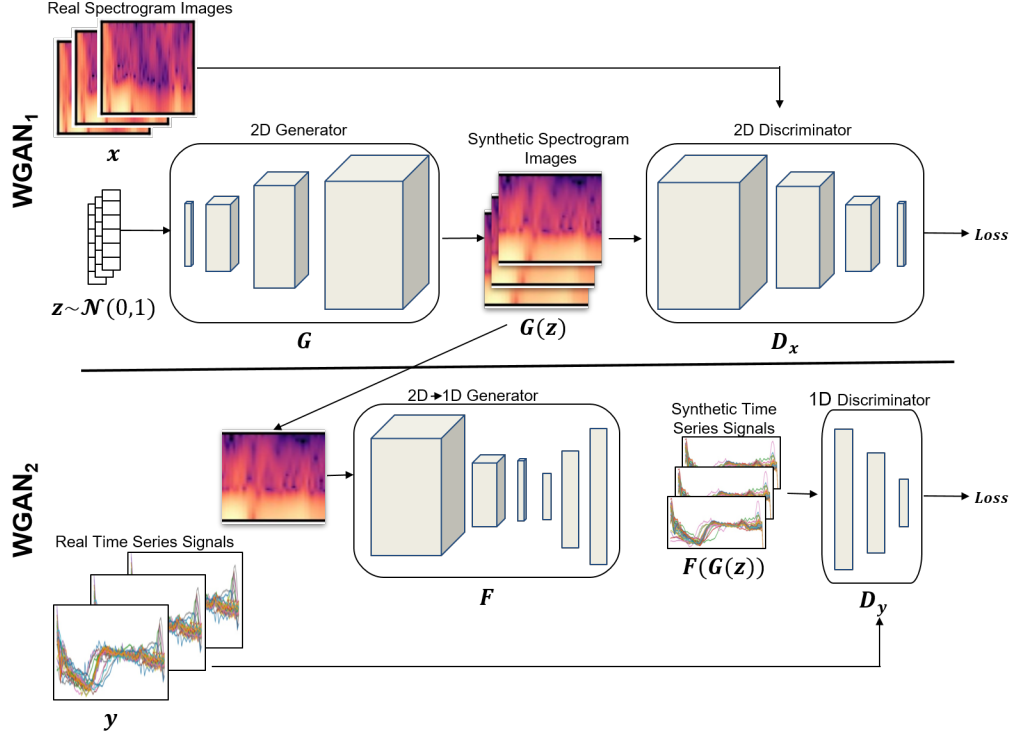 Real Spectrogram Images
WGAN1
x
2D Generator
Synthetic Spectrogram
Images
2D Discriminator
z~𝒩(0,1)
G
G(z)
Dx
Loss
WGAN2
2D→1D Generator
Synthetic Time
Series Signals
1D Discriminator
Real Time Series Signals
F
F(G(z))
Dy
Loss
y